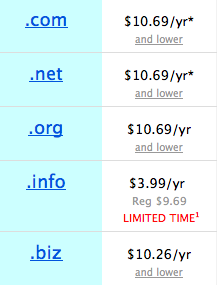 .com $10.69/yr*
and lower
.net $10.69/yr*
and lower
.org $10.69/yr
and lower
.info $3.99/yr
Reg $9.69
LIMITED TIME¹
.biz $10.26/yr
and lower